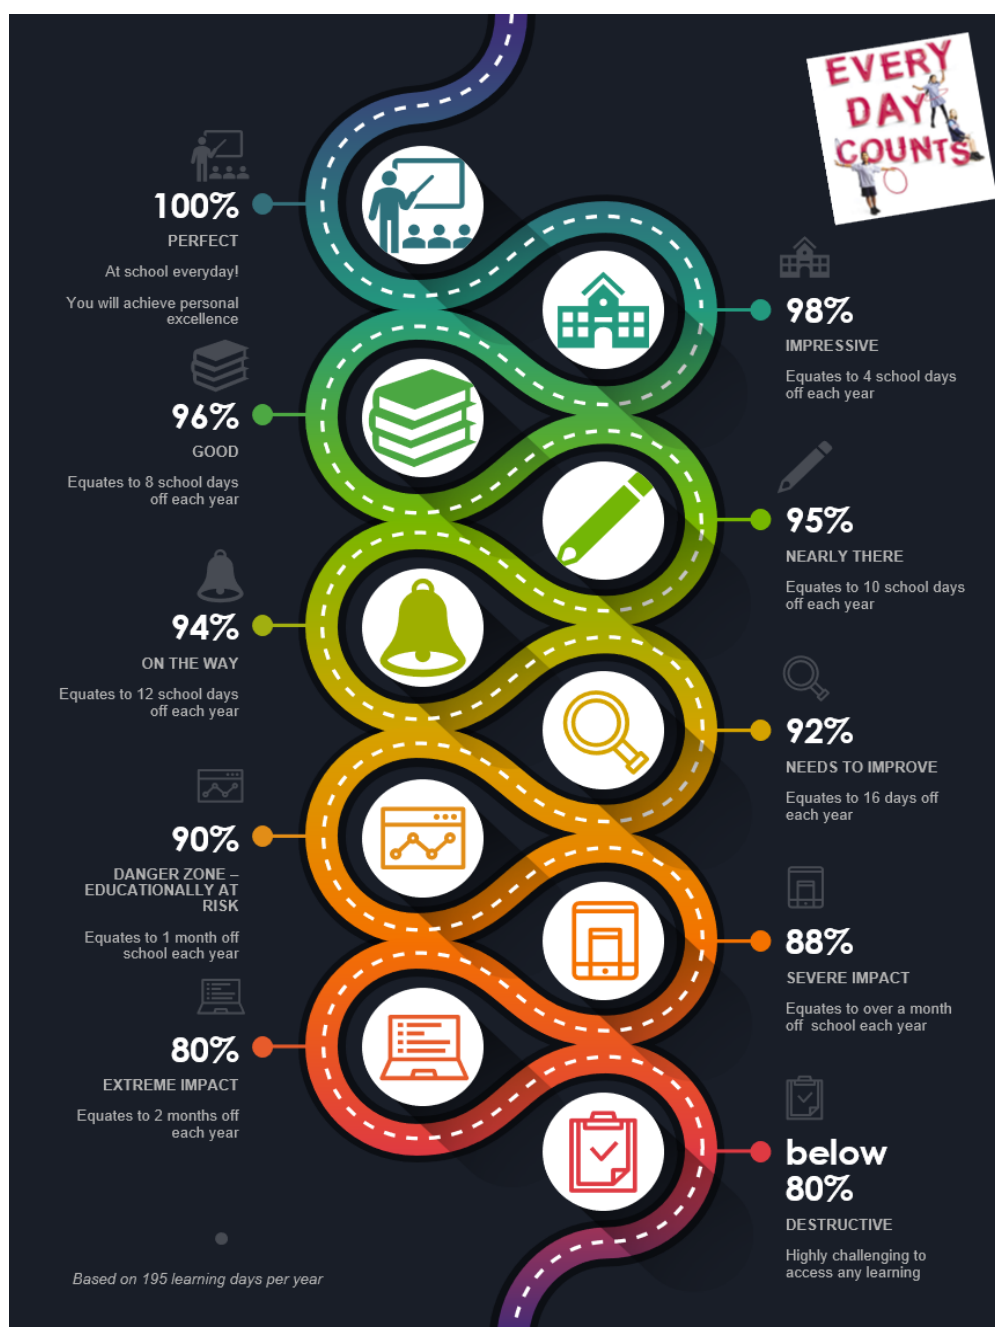 EVERY
DAY
COUNTS
100%
PERFECT
At school everyday!
You will achieve personal
excellence
98%
IMPRESSIVE
Equates to 4 school days
off each year
96%
GOOD
Equates to 8 school days
off each year
95%
NEARLY THERE
Equates to 10 school days
off each year
94%
ON THE WAY
Equates to 12 school days
off each year
92%
NEEDS TO IMPROVE
Equates to 16 days off
each year
90%
DANGER ZONE –
EDUCATIONALLY AT
RISK
Equates to 1 month off
school each year
88%
SEVERE IMPACT
Equates to over a month
off  school each year
80%
EXTREME IMPACT
Equates to 2 months off
each year
below
80%
DESTRUCTIVE
Highly challenging to
access any learning
Based on 195 learning days per year